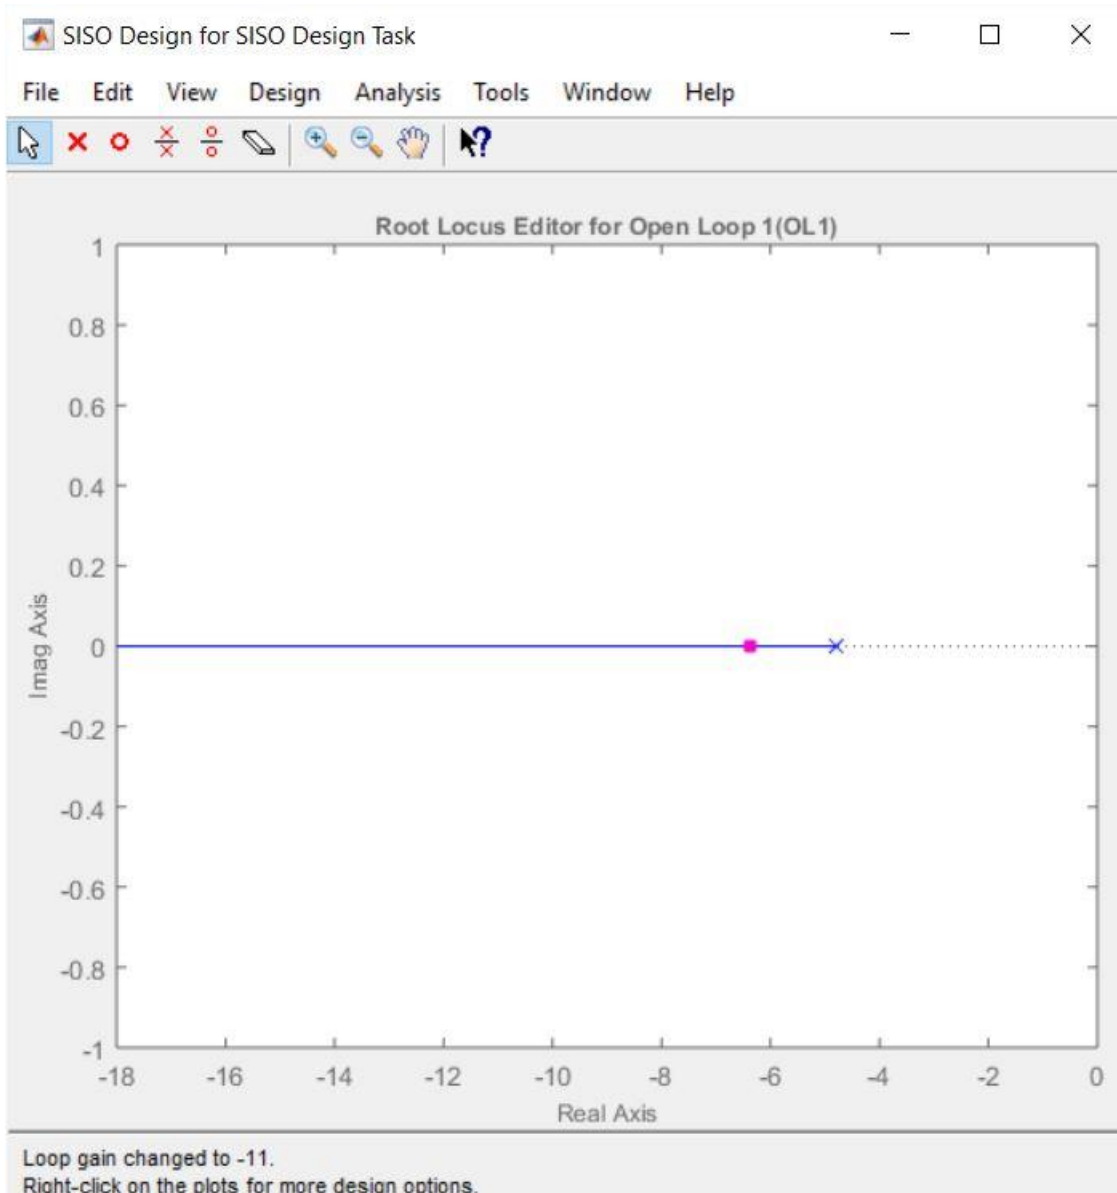 SISO Design for SISO Design Task
File Edit View Design Analysis Tools Window Help
Root Locus Editor for Open Loop 1(OL1)
1
0.8
0.6
0.4
0.2
0
-0.2
-0.4
-0.6
-0.8
-1
Imag Axis
-18 -16 -14 -12 -10 -8 -6 -4 -2 0
Real Axis
Loop gain changed to -11.
Right-click on the plots for more design options.